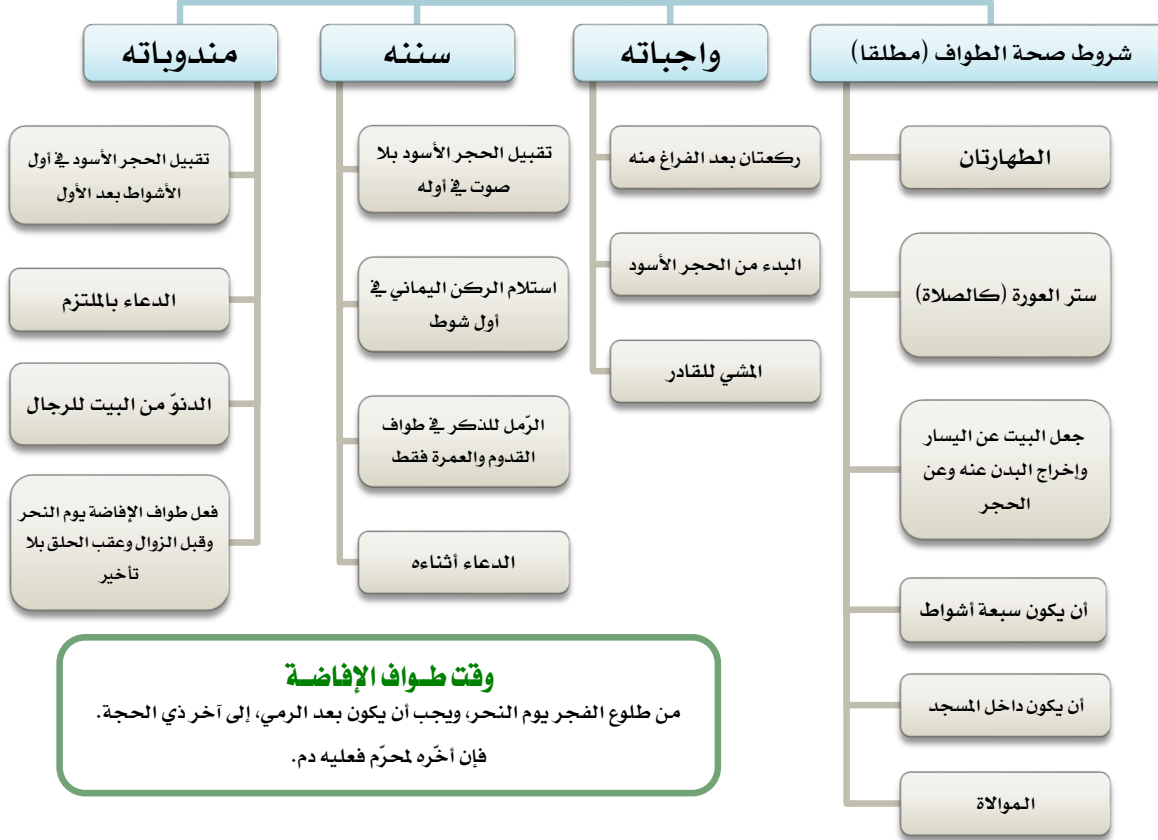 شروط صحة الطواف (مطلقا)
الطهارتان
ستر العورة (كالصلاة)
جعل البيت عن اليسار
وإخراج البدن عنه وعن
الحجر
أن يكون سبعة أشواط
أن يكون داخل المسجد
الموالاة
واجباته
ركعتان بعد الفراغ منه
البدء من الحجر الأسود
المشي للقادر
سننه
تقبيل الحجر الأسود بلا
صوت في أوله
استلام الركن اليماني في
أول شوط
الرّمل للذكر في طواف
القدوم والعمرة فقط
الدعاء أثناءه
مندوباته
تقبيل الحجر الأسود في أول
الأشواط بعد الأول
الدعاء بالملتزم
الدنوّ من البيت للرجال
فعل طواف الإفاضة يوم النحر
وقبل الزوال وعقب الحلق بلا
تأخير
وقت طـواف الإفاضـة
من طلوع الفجر يوم النحر، ويجب أن يكون بعد الرمي، إلى آخر ذي الحجة.
فإن أخّره لمحرّم فعليه دم.